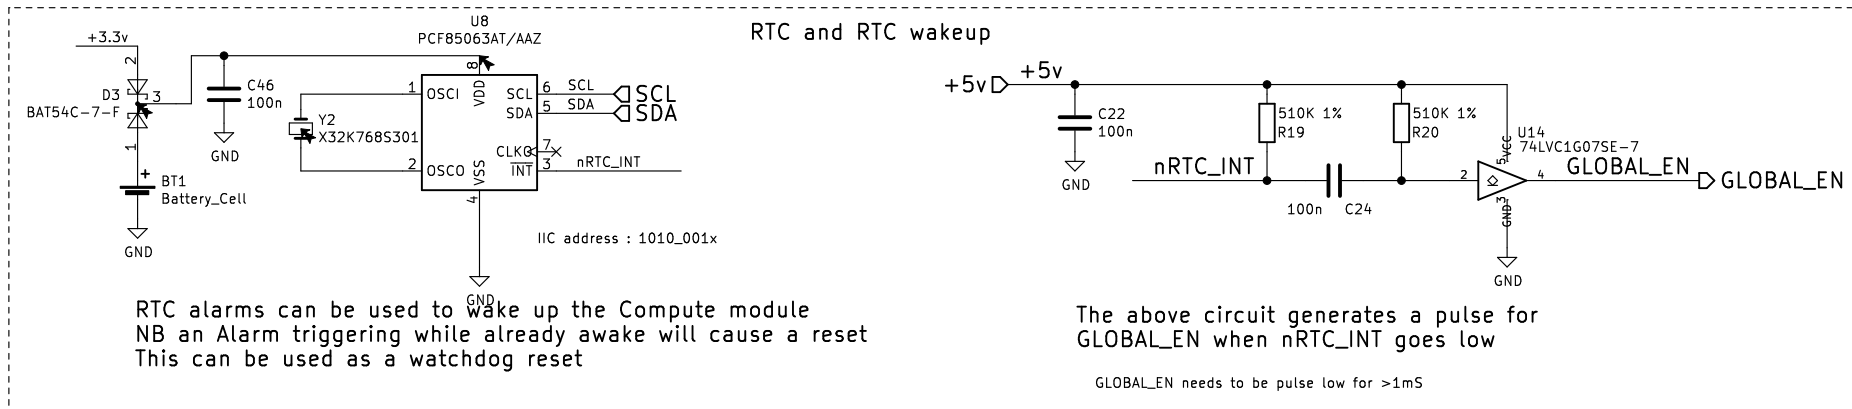 RTC and RTC wakeup
+3.3v
2
D3
3
BAT54C-7-F
1
BT1
Battery_Cell
+
GND
C46
100n
GND
U8
PCF85063AT/AAZ
8
VDD
1
OSCI
2
OSCO
Y2
X32K768S301
SCL
6
SCL
SCL
SDA
5
SDA
SDA
CLKO
7
INT
3
nRTC_INT
VSS
4
GND
IIC address : 1010_001x
RTC alarms can be used to wake up the Compute module
NB an Alarm triggering while already awake will cause a reset
This can be used as a watchdog reset
+5v
+5v
C22
100n
GND
510K 1%
R19
510K 1%
R20
nRTC_INT
100n
C24
U14
74LVC1G07SE-7
VCC
5
2
4
3
GND
GND
GLOBAL_EN
GLOBAL_EN
The above circuit generates a pulse for
GLOBAL_EN when nRTC_INT goes low
GLOBAL_EN needs to be pulse low for >1mS